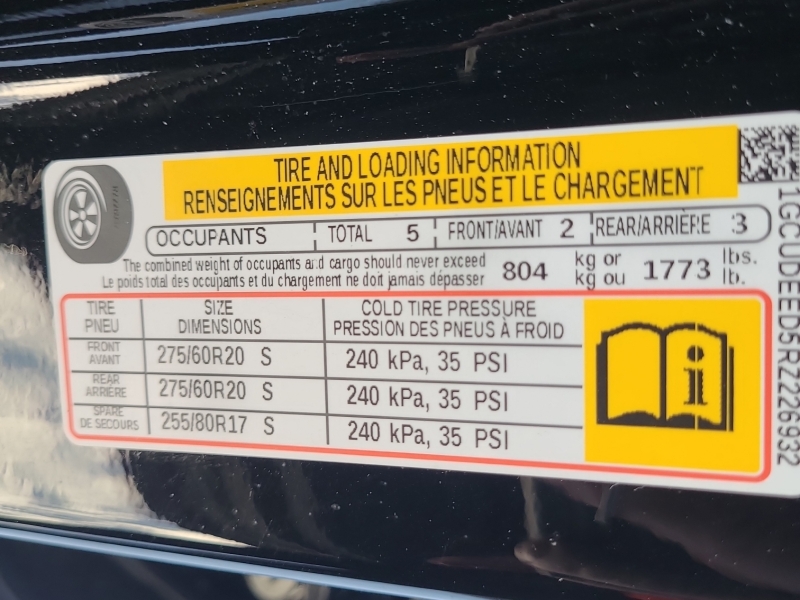 TIRE AND LOADING INFORMATION
RENSEIGNEMENTS SUR LES PNEUS ET LE CHARGEMENT
OCCUPANTS TOTAL 5 FRONT/AVANT 2 REAR/ARRIÈRE 3
The combined weight of occupants and cargo should never exceed 804 kg or 1773 lbs.
Le poids total des occupants et du chargement ne doit jamais dépasser kg ou lb.
TIRE SIZE COLD TIRE PRESSURE
PNEU DIMENSIONS PRESSION DES PNEUS À FROID
FRONT
AVANT 275/60R20 S 240 kPa, 35 PSI
REAR
ARRIÈRE 275/60R20 S 240 kPa, 35 PSI
SPARE
DE SECOURS 255/80R17 S 240 kPa, 35 PSI
i
1GCUDEED5RZ226932